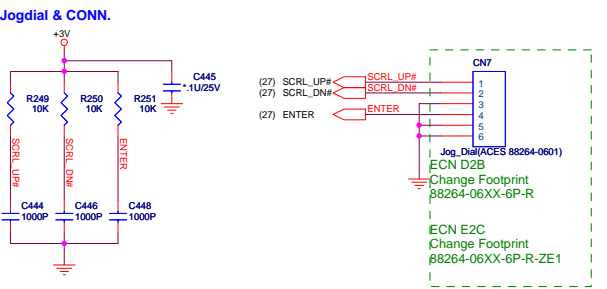 Jogdial & CONN.
+3V
C445
*.1U/25V
R249
10K
R250
10K
R251
10K
SCRL_UP#
SCRL_DN#
ENTER
C444
1000P
C446
1000P
C448
1000P
(27) SCRL_UP# SCRL_UP#
(27) SCRL_DN# SCRL_DN#
(27) ENTER ENTER
CN7
1
2
3
4
5
6
Jog_Dial(ACES 88264-0601)
ECN D2B
Change Footprint
88264-06XX-6P-R
ECN E2C
Change Footprint
88264-06XX-6P-R-ZE1